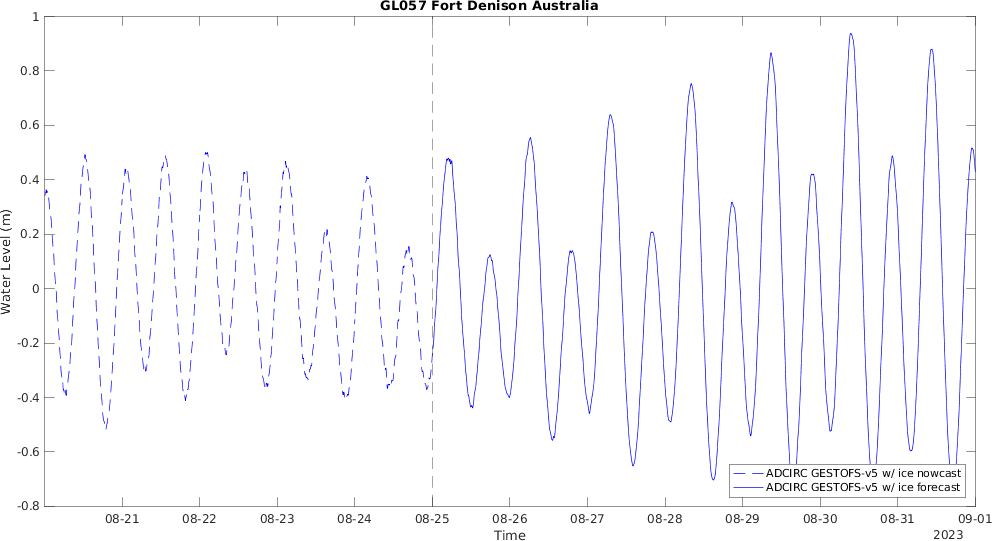 GL057 Fort Denison Australia
Water Level (m)
1
0.8
0.6
0.4
0.2
0
-0.2
-0.4
-0.6
-0.8
ADCIRC GESTOFS-v5 w/ ice nowcast
ADCIRC GESTOFS-v5 w/ ice forecast
08-21 08-22 08-23 08-24 08-25 08-26 08-27 08-28 08-29 08-30 08-31 09-01
Time
2023